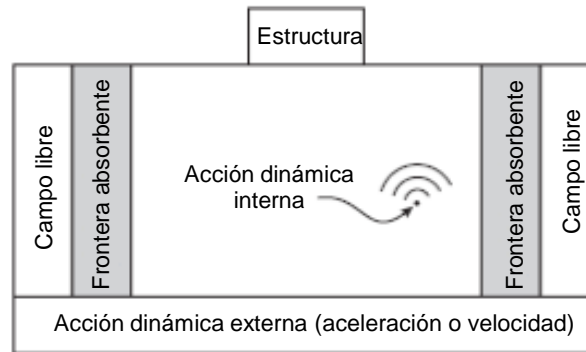 Estructura
Campo libre
Frontera absorbente
Acción dinámica
interna
Frontera absorbente
Campo libre
Acción dinámica externa (aceleración o velocidad)